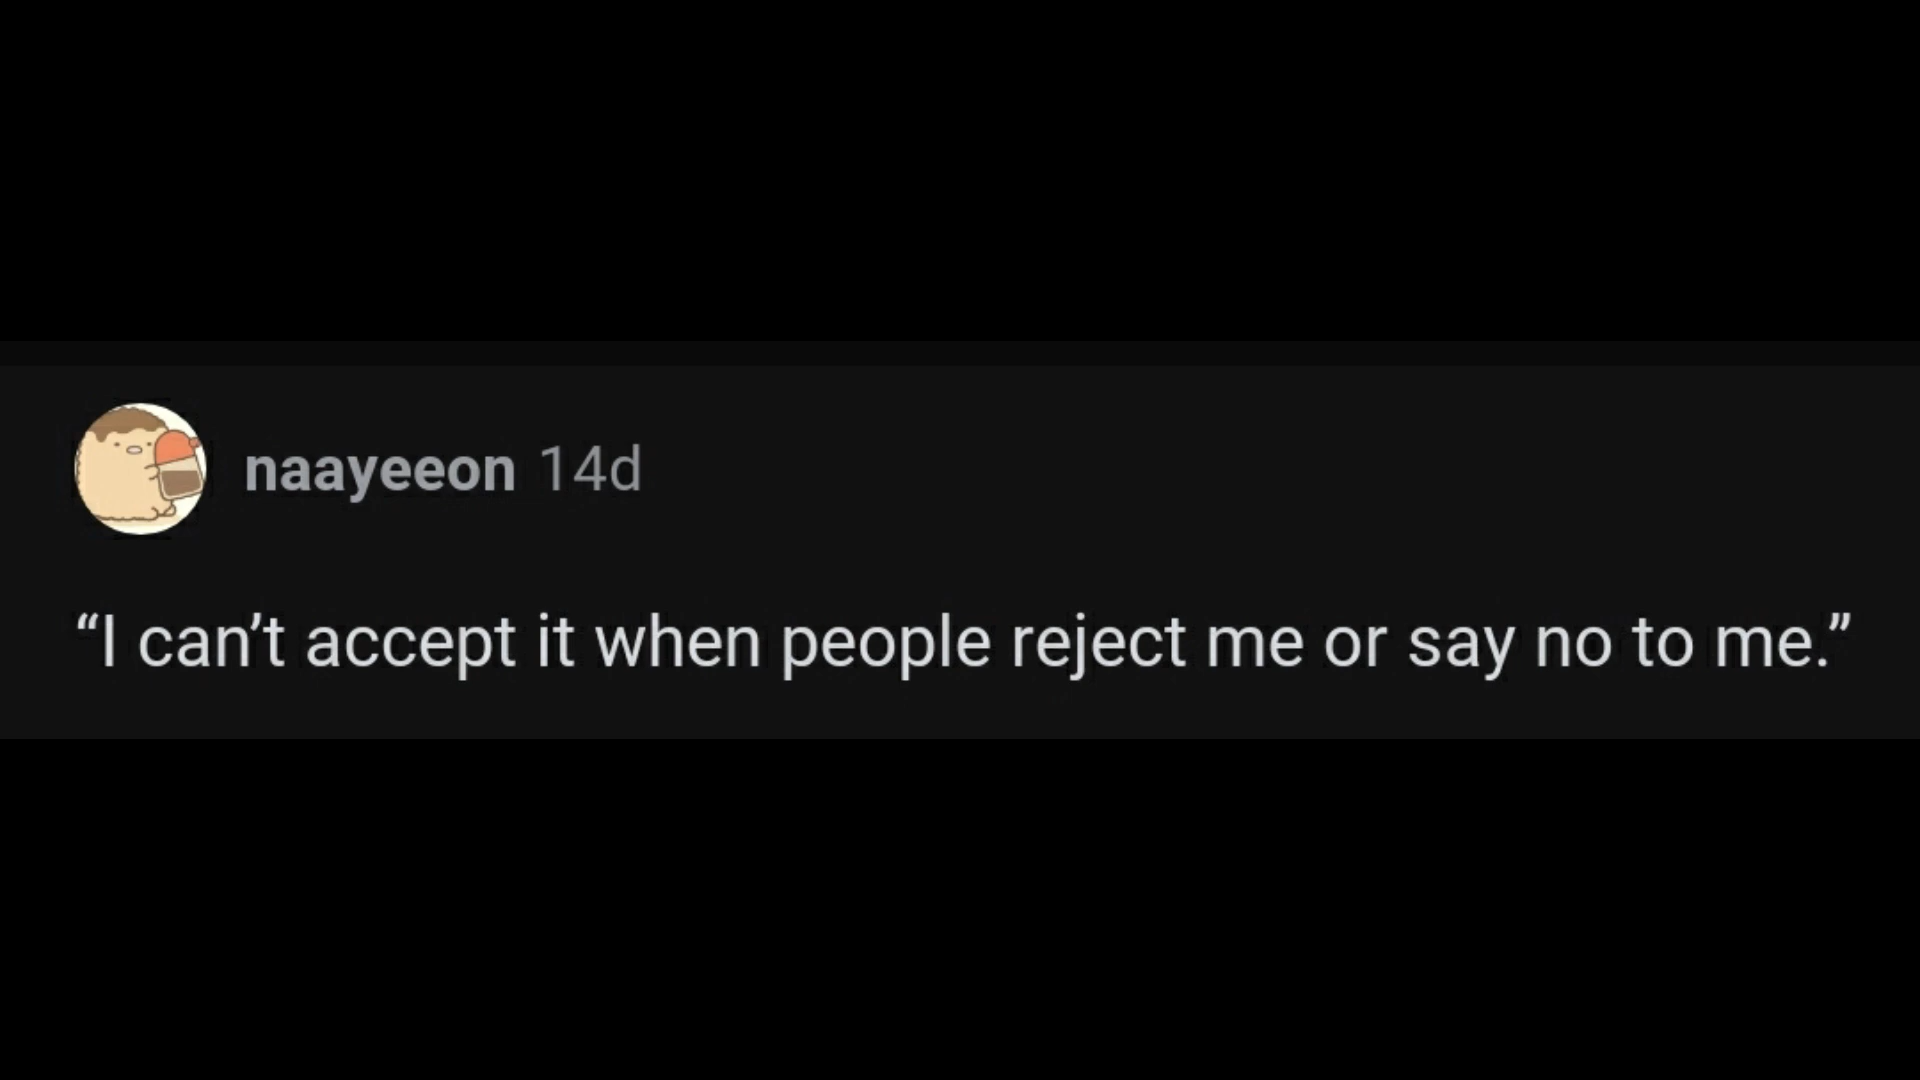 naayeeon 14d
“I can’t accept it when people reject me or say no to me.”